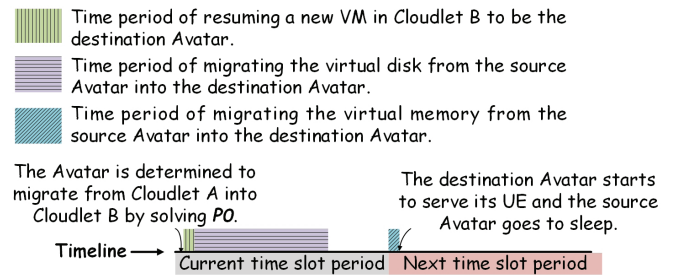 Time period of resuming a new VM in Cloudlet B to be the
destination Avatar.
Time period of migrating the virtual disk from the source
Avatar into the destination Avatar.
Time period of migrating the virtual memory from the
source Avatar into the destination Avatar.
The Avatar is determined to
migrate from Cloudlet A into
Cloudlet B by solving PO.
The destination Avatar starts
to serve its UE and the source
Avatar goes to sleep.
Timeline
Current time slot period
Next time slot period